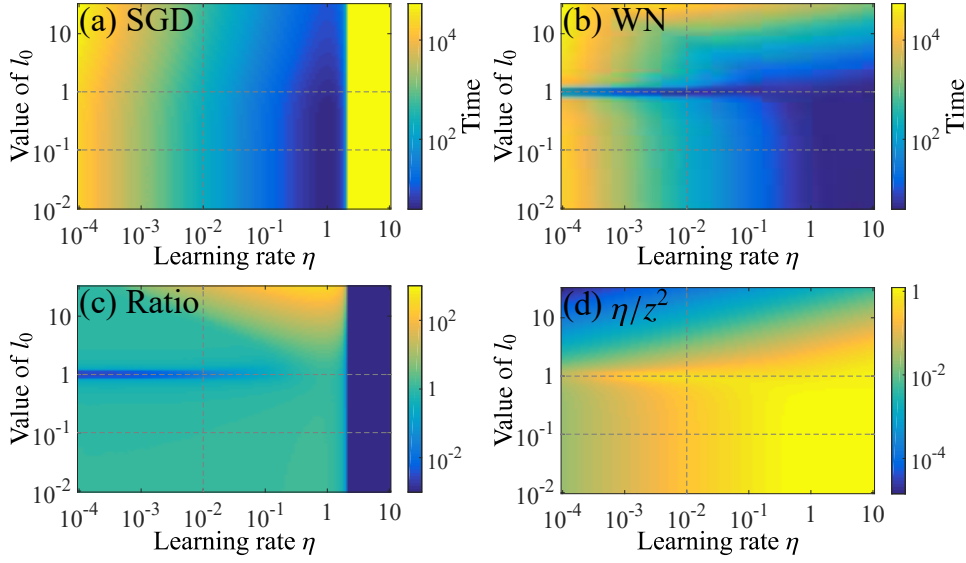 (a) SGD
Value of l₀
10
1
10⁻¹
10⁻²
10⁻⁴ 10⁻³ 10⁻² 10⁻¹ 1 10
Learning rate η
10⁴
10²
Time
(b) WN
Value of l₀
10
1
10⁻¹
10⁻²
10⁻⁴ 10⁻³ 10⁻² 10⁻¹ 1 10
Learning rate η
10⁴
10²
Time
(c) Ratio
Value of l₀
10
1
10⁻¹
10⁻²
10⁻⁴ 10⁻³ 10⁻² 10⁻¹ 1 10
Learning rate η
10²
1
10⁻²
(d) η/z²
Value of l₀
10
1
10⁻¹
10⁻²
10⁻⁴ 10⁻³ 10⁻² 10⁻¹ 1 10
Learning rate η
1
10⁻²
10⁻⁴